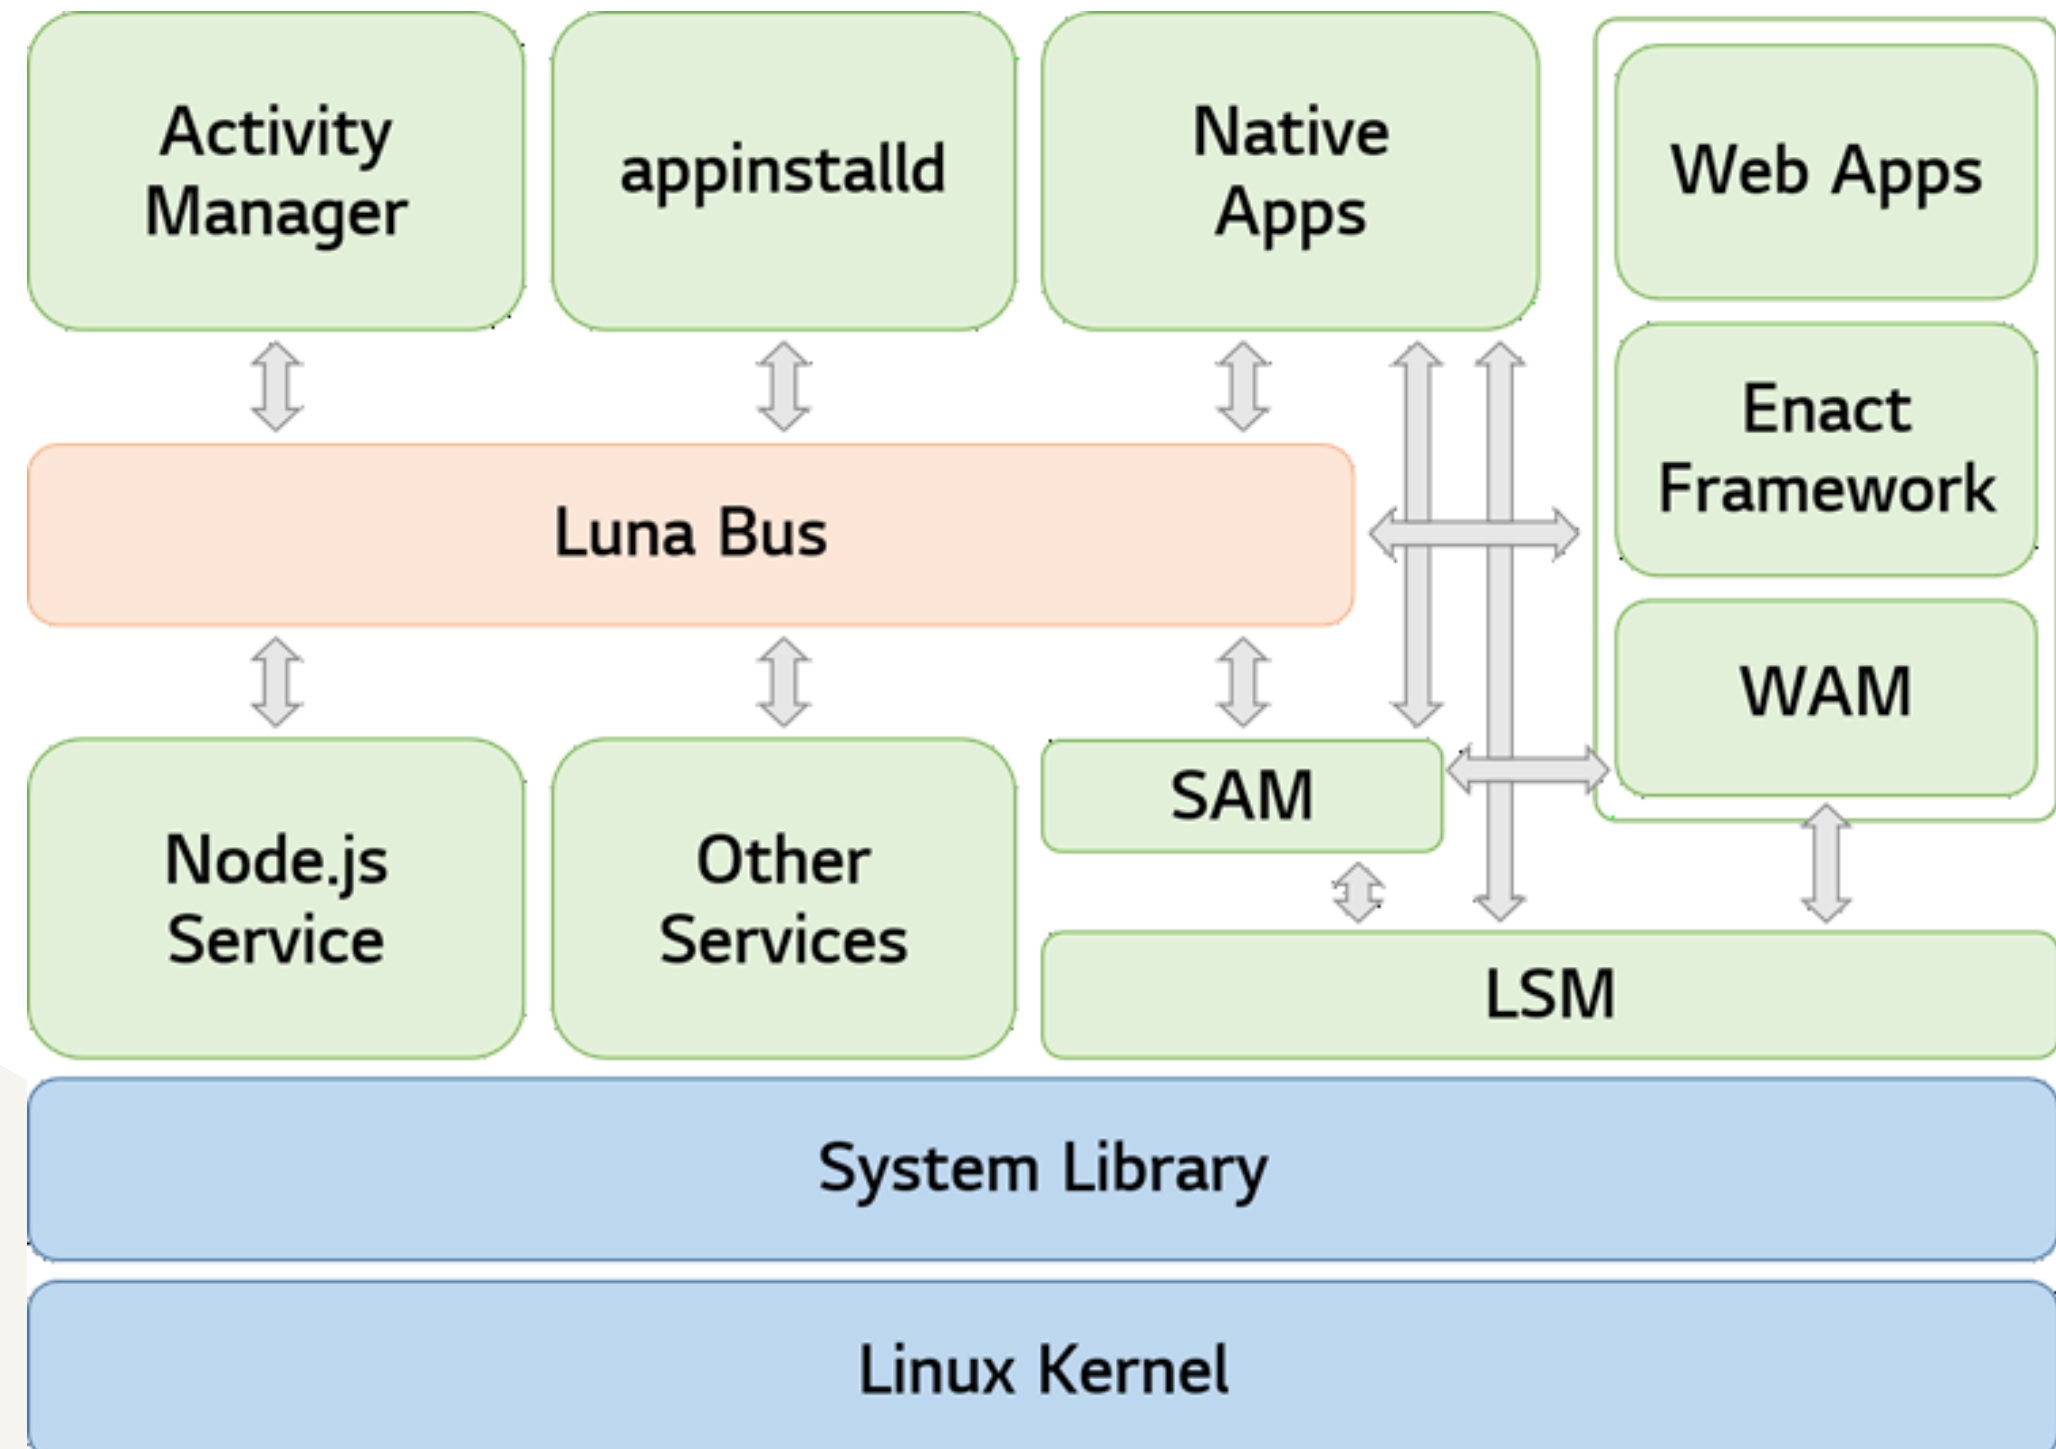 Activity
Manager
appinstalld
Native
Apps
Web Apps
Enact
Framework
Luna Bus
WAM
Node.js
Service
Other
Services
SAM
LSM
System Library
Linux Kernel